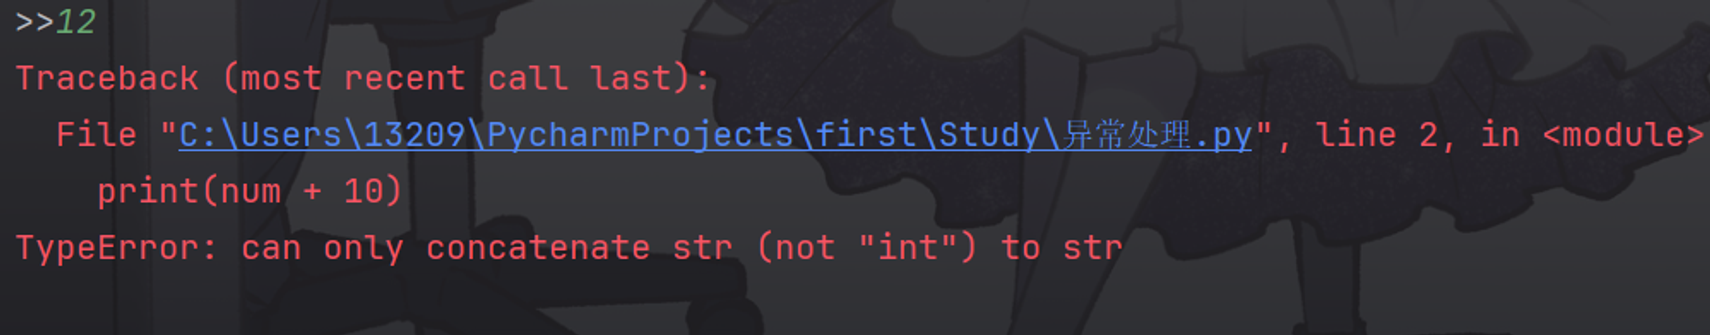 >>12
Traceback (most recent call last):
  File "C:\Users\13209\PycharmProjects\first\Study\异常处理.py", line 2, in <module>
    print(num + 10)
TypeError: can only concatenate str (not "int") to str